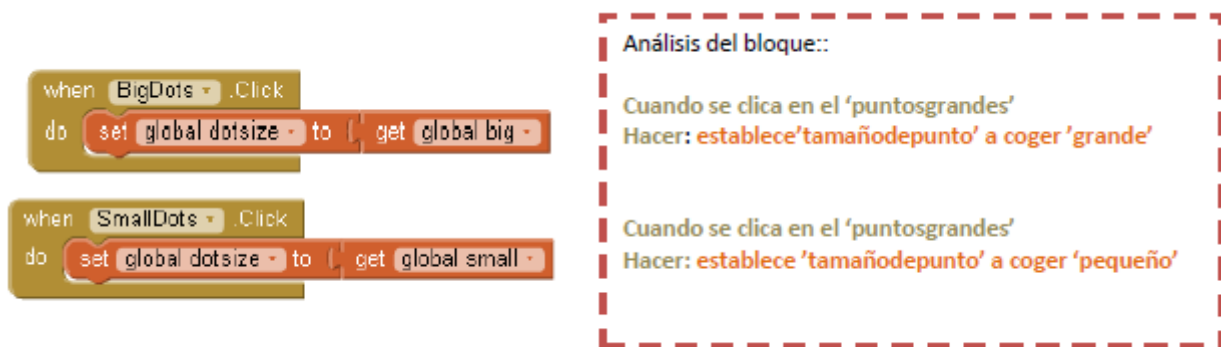 when BigDots .Click
do set global dotsize to get global big
when SmallDots .Click
do set global dotsize to get global small
Análisis del bloque::
Cuando se clica en el ‘puntosgrandes’
Hacer: establece’tamañodepunto’ a coger ’grande’
Cuando se clica en el ‘puntosgrandes’
Hacer: establece ’tamañodepunto’ a coger ‘pequeño’